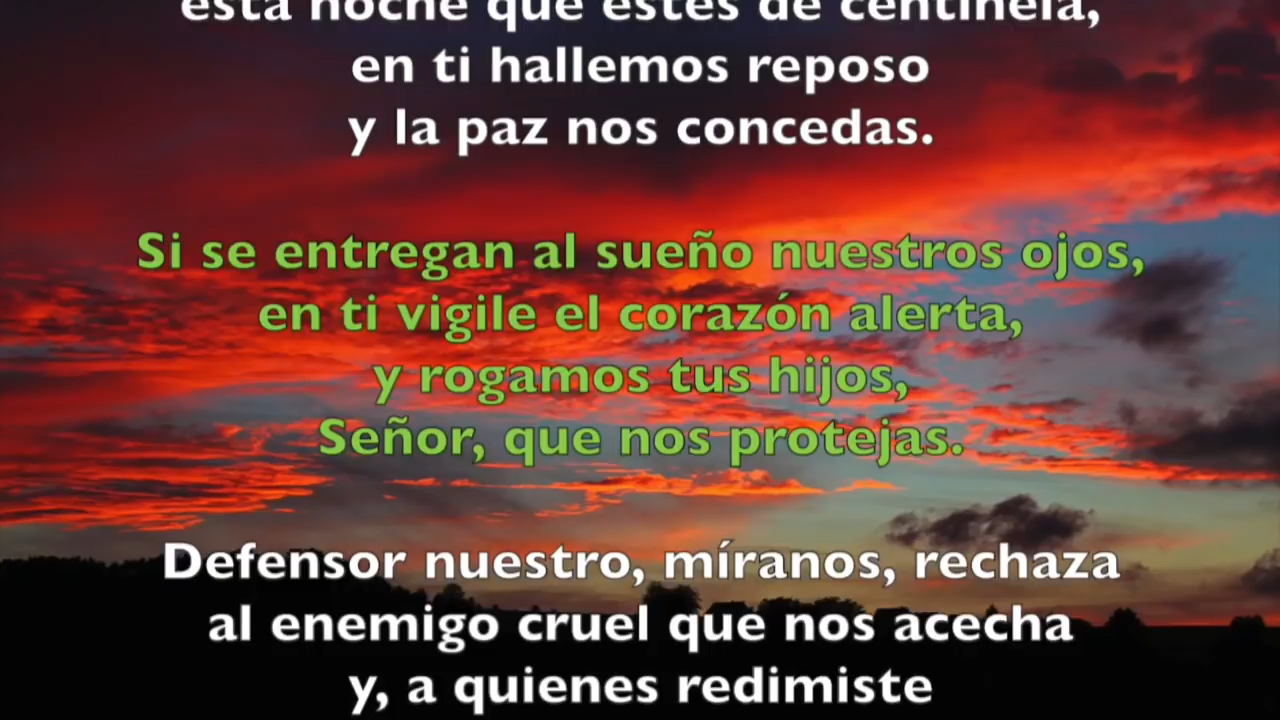 esta noche que estés de centinela,
en ti hallemos reposo
y la paz nos concedas.
Si se entregan al sueño nuestros ojos,
en ti vigile el corazón alerta,
y rogamos tus hijos,
Señor, que nos protejas.
Defensor nuestro, míranos, rechaza
al enemigo cruel que nos acecha
y, a quienes redimiste